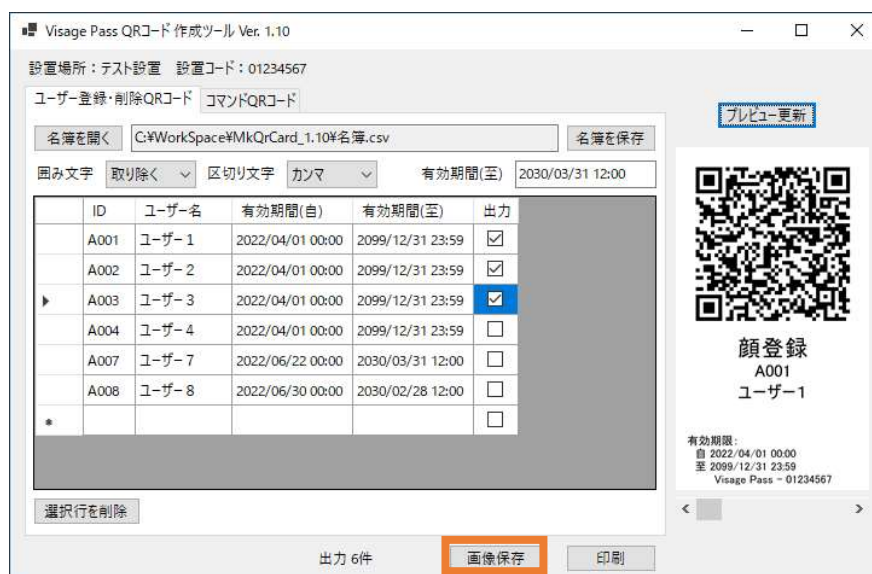 Visage Pass QRコード 作成ツール Ver. 1.10
設置場所：テスト設置 設置コード：01234567
ユーザー登録・削除QRコード コマンドQRコード
プレビュー更新
名簿を開く C:¥WorkSpace¥MkQrCard_1.10¥名簿.csv 名簿を保存
囲み文字 取り除く 区切り文字 カンマ 有効期間(至) 2030/03/31 12:00
ID ユーザー名 有効期間(自) 有効期間(至) 出力
A001 ユーザー1 2022/04/01 00:00 2099/12/31 23:59
A002 ユーザー2 2022/04/01 00:00 2099/12/31 23:59
A003 ユーザー3 2022/04/01 00:00 2099/12/31 23:59
A004 ユーザー4 2022/04/01 00:00 2099/12/31 23:59
A007 ユーザー7 2022/06/22 00:00 2030/03/31 12:00
A008 ユーザー8 2022/06/30 00:00 2030/02/28 12:00
顔登録
A001
ユーザー1
有効期限:
自 2022/04/01 00:00
至 2099/12/31 23:59
Visage Pass - 01234567
選択行を削除
出力 6件 画像保存 印刷